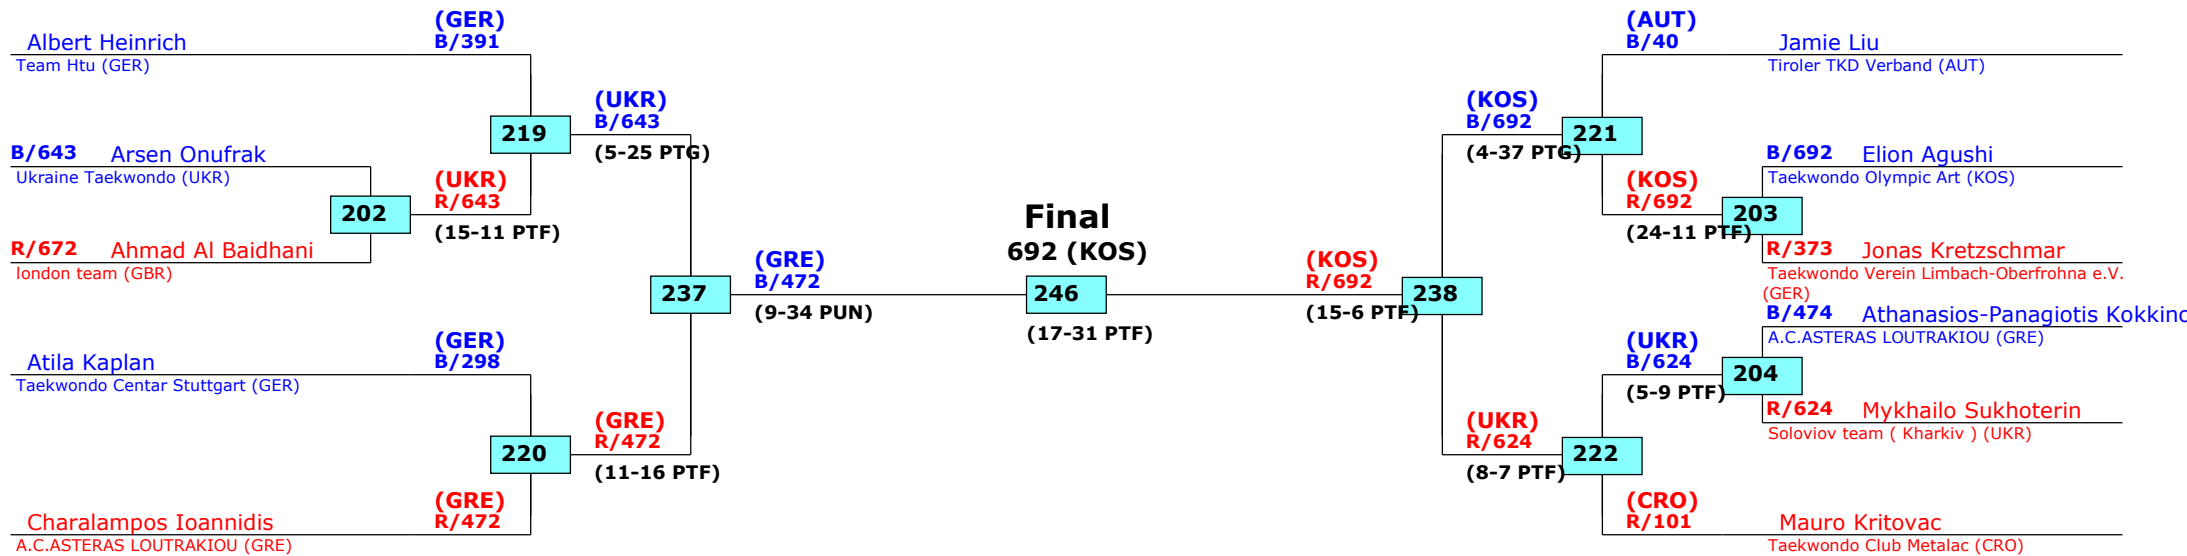 (GER)
B/391
Albert Heinrich
Team Htu (GER)
219
(UKR)
B/643
(5-25 PTG)
B/643 Arsen Onufrak
Ukraine Taekwondo (UKR)
202
(UKR)
R/643
(15-11 PTF)
R/672 Ahmad Al Baidhani
london team (GBR)
237
(GRE)
B/472
(9-34 PUN)
(GER)
B/298
Atila Kaplan
Taekwondo Centar Stuttgart (GER)
220
(GRE)
R/472
(11-16 PTF)
(GRE)
R/472
Charalampos Ioannidis
A.C.ASTERAS LOUTRAKIOU (GRE)
Final
692 (KOS)
246
(17-31 PTF)
(AUT)
B/40
Jamie Liu
Tiroler TKD Verband (AUT)
(KOS)
B/692
(4-37 PTG)
221
B/692 Elion Agushi
Taekwondo Olympic Art (KOS)
(KOS)
R/692
(24-11 PTF)
203
R/373 Jonas Kretzschmar
Taekwondo Verein Limbach-Oberfrohna e.V.
(GER)
(KOS)
R/692
(15-6 PTF)
238
B/474 Athanasios-Panagiotis Kokkino
A.C.ASTERAS LOUTRAKIOU (GRE)
(UKR)
B/624
(5-9 PTF)
204
R/624 Mykhailo Sukhoterin
Soloviov team ( Kharkiv ) (UKR)
(UKR)
R/624
(8-7 PTF)
222
(CRO)
R/101
Mauro Kritovac
Taekwondo Club Metalac (CRO)